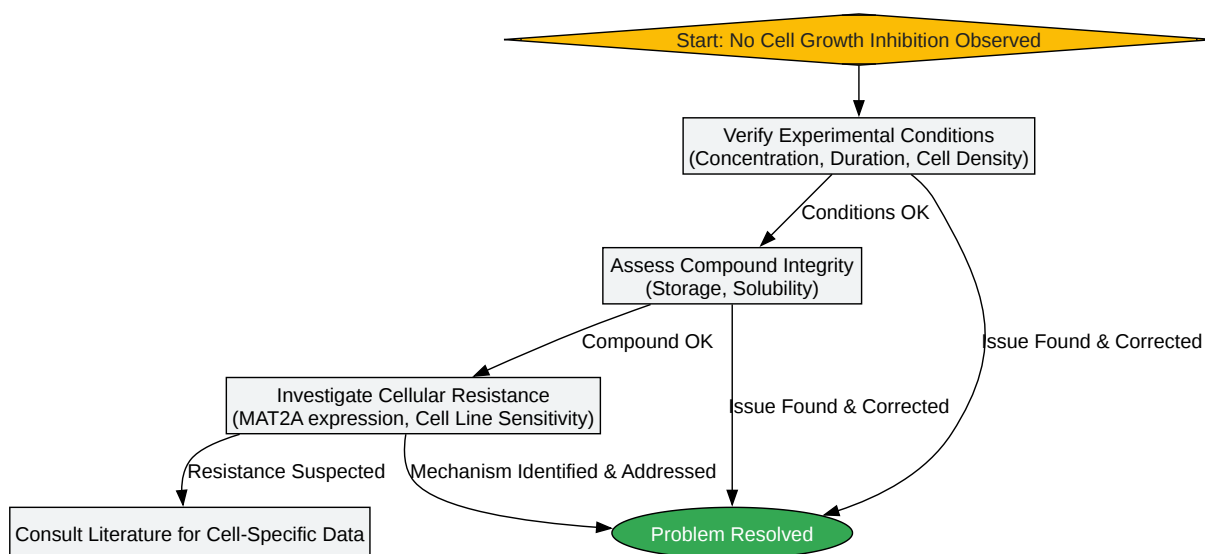 Start: No Cell Growth Inhibition Observed
Verify Experimental Conditions
(Concentration, Duration, Cell Density)
Conditions OK
Assess Compound Integrity
(Storage, Solubility)
Compound OK
Issue Found & Corrected
Investigate Cellular Resistance
(MAT2A expression, Cell Line Sensitivity)
Issue Found & Corrected
Resistance Suspected
Mechanism Identified & Addressed
Consult Literature for Cell-Specific Data
Problem Resolved